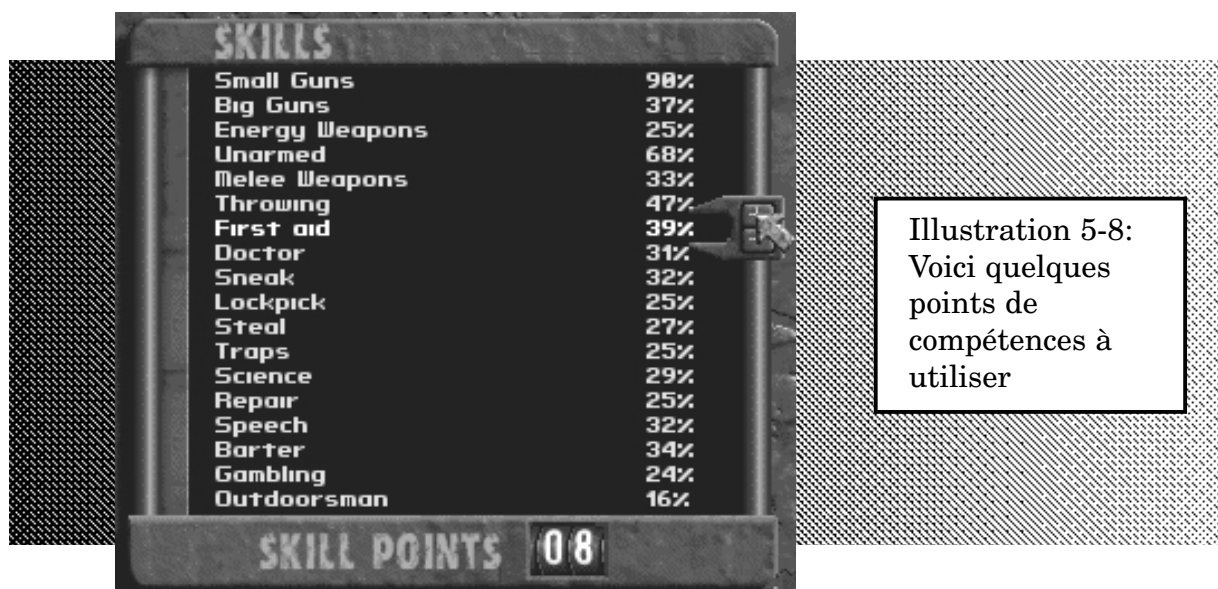 SKILLS
Small Guns 90%
Big Guns 37%
Energy Weapons 25%
Unarmed 68%
Melee Weapons 33%
Throwing 47%
First aid 39%
Doctor 31%
Sneak 32%
Lockpick 25%
Steal 27%
Traps 25%
Science 29%
Repair 25%
Speech 32%
Barter 34%
Gambling 24%
Outdoorsman 16%
SKILL POINTS 08
Illustration 5-8:
Voici quelques
points de
compétences à
utiliser